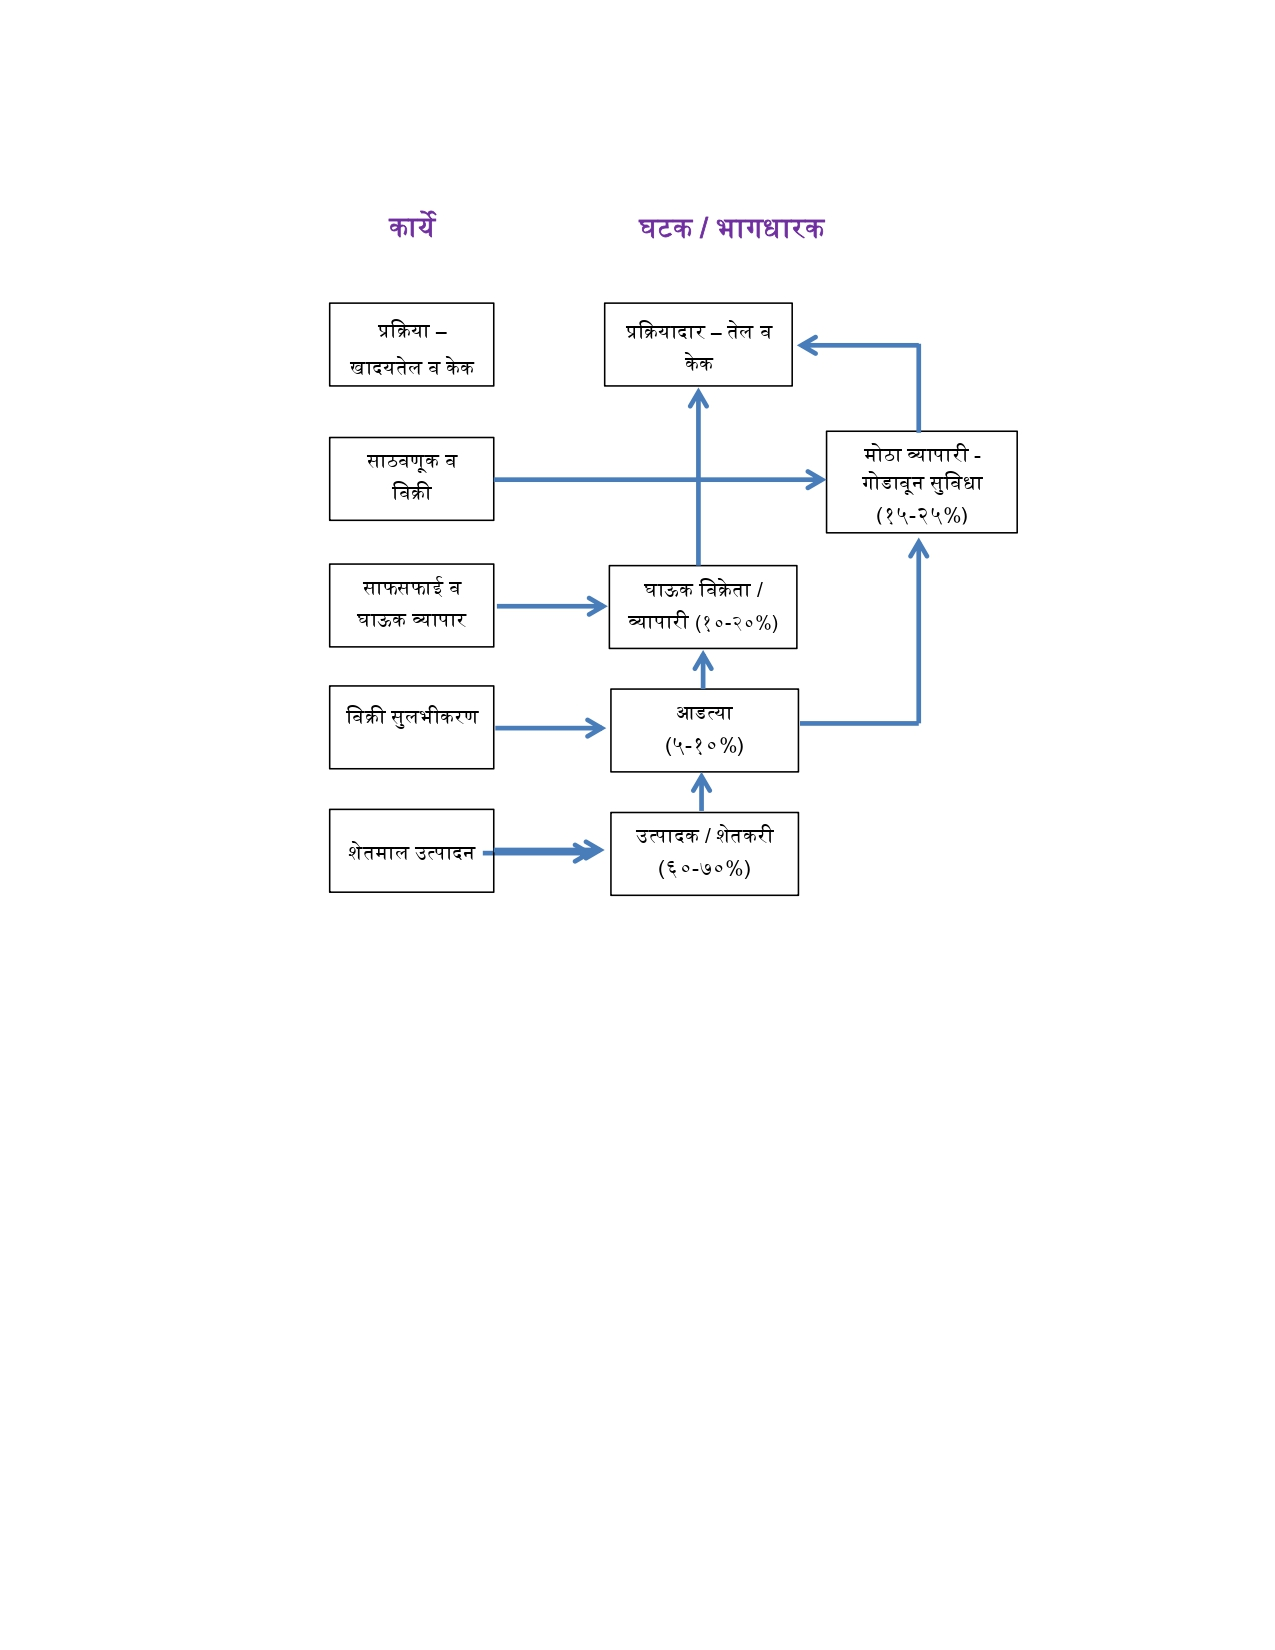 कार्ये
घटक / भागधारक
प्रक्रिया –
खादयतेल व केक
प्रक्रियादार – तेल व
केक
साठवणूक व
विक्री
मोठा व्यापारी -
गोडावून सुविधा
(१५-२५%)
साफसफाई व
घाऊक व्यापार
घाऊक विक्रेता /
व्यापारी (१०-२०%)
विक्री सुलभीकरण
आडत्या
(५-१०%)
शेतमाल उत्पादन
उत्पादक / शेतकरी
(६०-७०%)